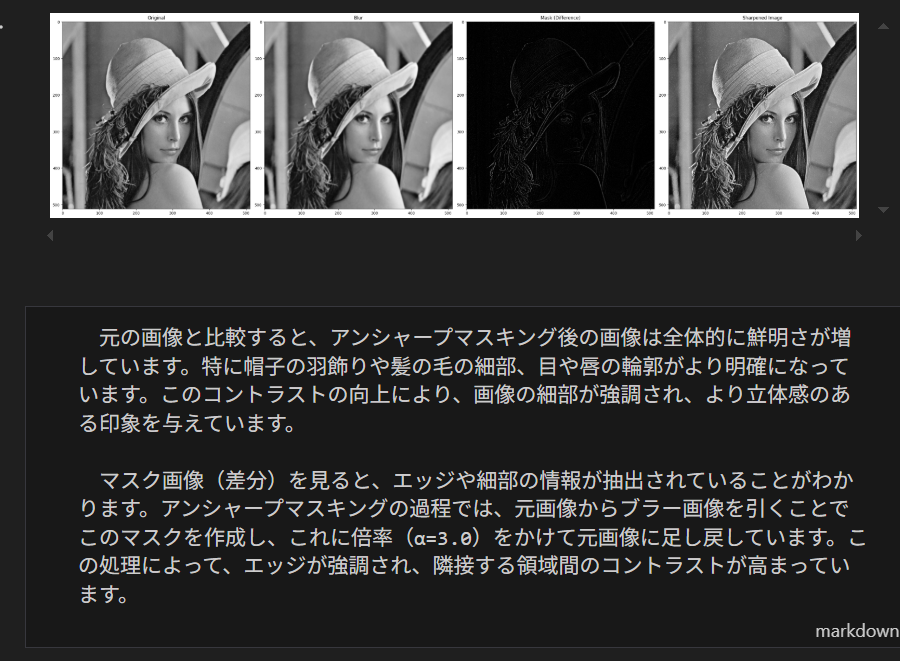 Original Blur Mask (Difference) Sharpened Image
元の画像と比較すると、アンシャープマスキング後の画像は全体的に鮮明さが増
しています。特に帽子の羽飾りや髪の毛の細部、目や唇の輪郭がより明確になって
います。このコントラストの向上により、画像の細部が強調され、より立体感のあ
る印象を与えています。
マスク画像（差分）を見ると、エッジや細部の情報が抽出されていることがわか
ります。アンシャープマスキングの過程では、元画像からブラー画像を引くことで
このマスクを作成し、これに倍率（α=3.0）をかけて元画像に足し戻しています。こ
の処理によって、エッジが強調され、隣接する領域間のコントラストが高まってい
ます。
markdown